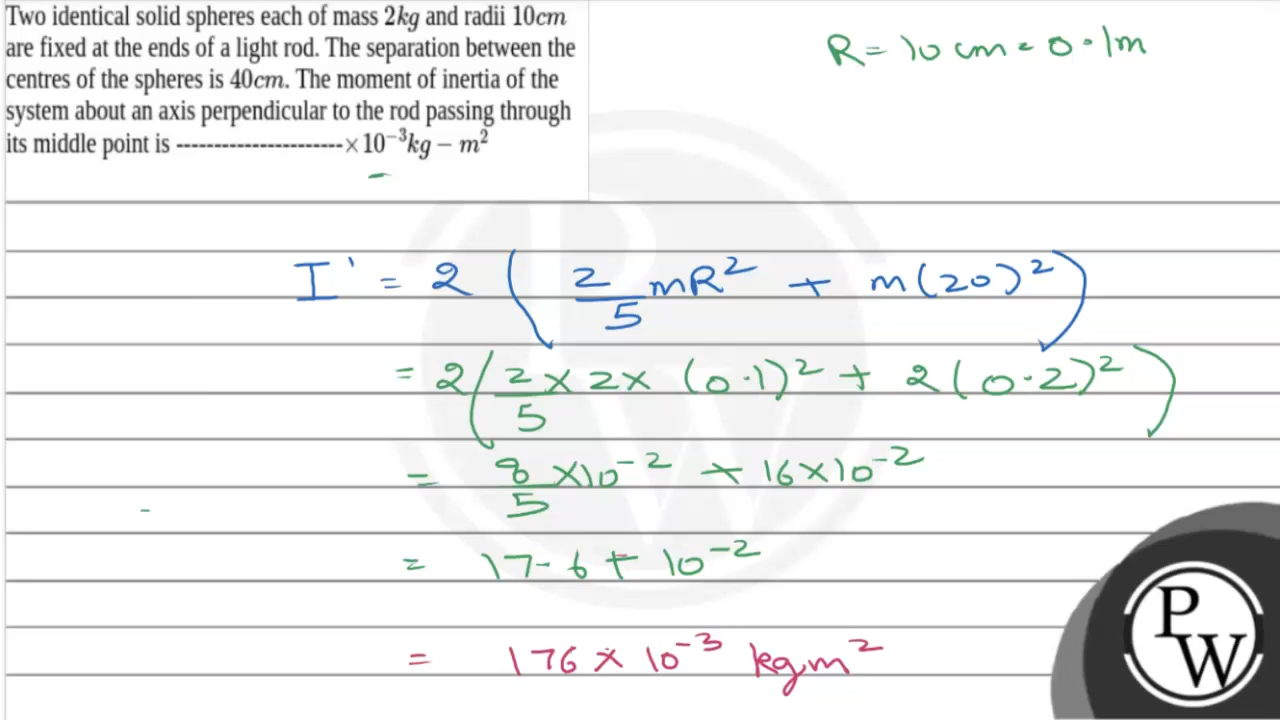 Two identical solid spheres each of mass 2kg and radii 10cm
are fixed at the ends of a light rod. The separation between the
centres of the spheres is 40cm. The moment of inertia of the
system about an axis perpendicular to the rod passing through
its middle point is ----------------------×10⁻³kg − m²
R = 10 cm = 0.1m
I' = 2 ( 2/5 mR² + m(20)² )
= 2 ( 2/5 × 2 × (0.1)² + 2 (0.2)² )
= 8/5 ×10⁻² + 16×10⁻²
= 17.6 + 10⁻²
= 176 × 10⁻³ kgm²
PW
PW